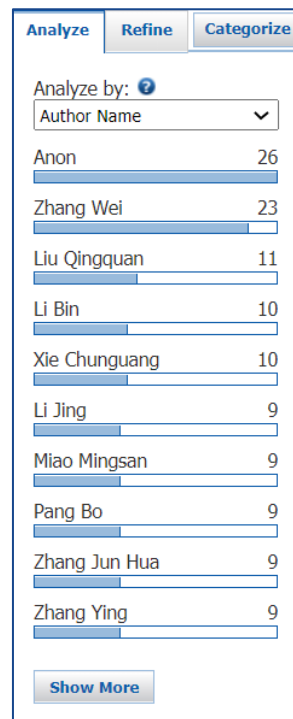 Analyze Refine Categorize
Analyze by: ?
Author Name
Anon 26
Zhang Wei 23
Liu Qingquan 11
Li Bin 10
Xie Chunguang 10
Li Jing 9
Miao Mingsan 9
Pang Bo 9
Zhang Jun Hua 9
Zhang Ying 9
Show More